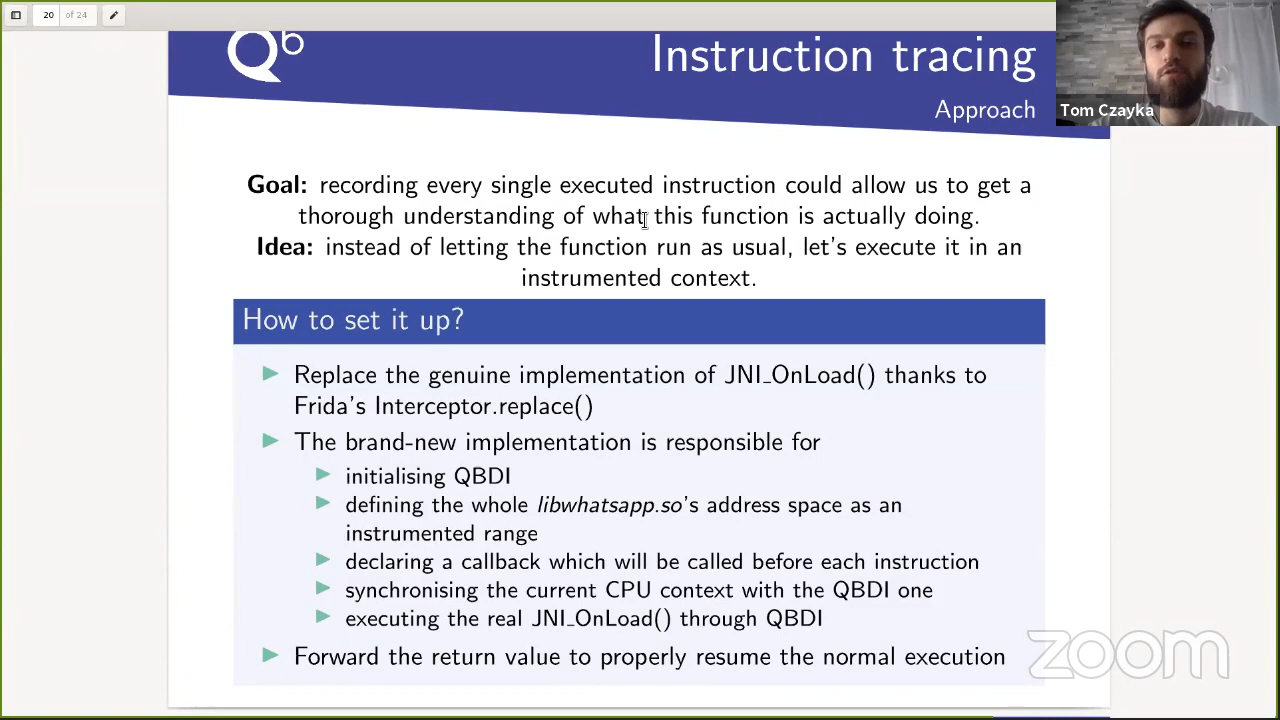 20 of 24
Qb
Instruction tracing
Approach
Tom Czayka
Goal: recording every single executed instruction could allow us to get a
thorough understanding of what this function is actually doing.
Idea: instead of letting the function run as usual, let's execute it in an
instrumented context.
How to set it up?
Replace the genuine implementation of JNI_OnLoad() thanks to
Frida's Interceptor.replace()
The brand-new implementation is responsible for
initialising QBDI
defining the whole libwhatsapp.so's address space as an
instrumented range
declaring a callback which will be called before each instruction
synchronising the current CPU context with the QBDI one
executing the real JNI_OnLoad() through QBDI
Forward the return value to properly resume the normal execution
zoom